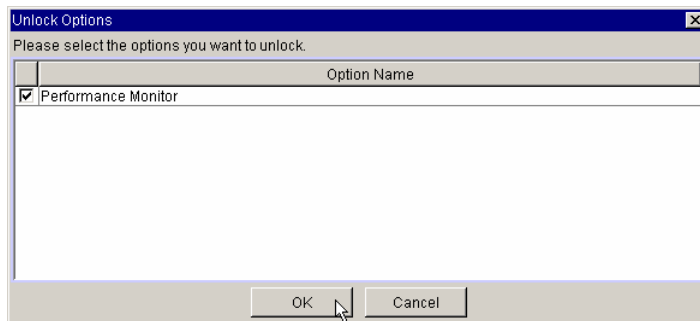 Unlock Options
Please select the options you want to unlock.
Option Name
Performance Monitor
OK Cancel